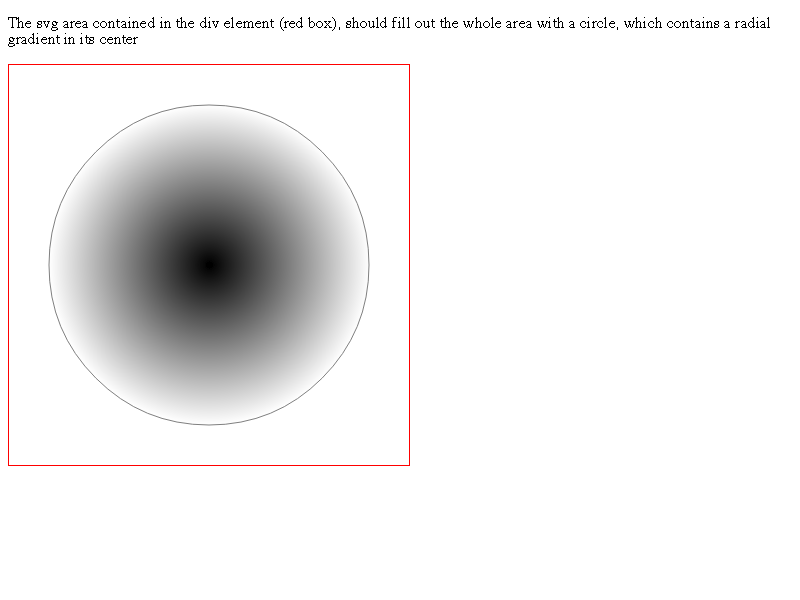 The svg area contained in the div element (red box), should fill out the whole area with a circle, which contains a radial
gradient in its center